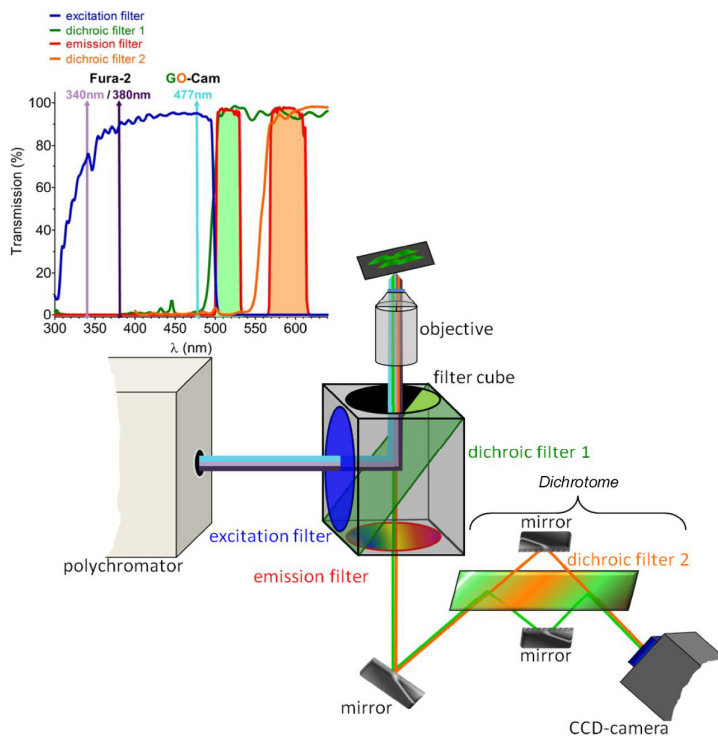 excitation filter
dichroic filter 1
emission filter
dichroic filter 2
Fura-2 GO-Cam
340nm / 380nm 477nm
100
80
60
40
20
0
Transmission (%)
300 350 400 450 500 550 600
λ (nm)
objective
filter cube
dichroic filter 1
Dichrotome
mirror
dichroic filter 2
excitation filter
polychromator
emission filter
mirror
mirror
CCD-camera